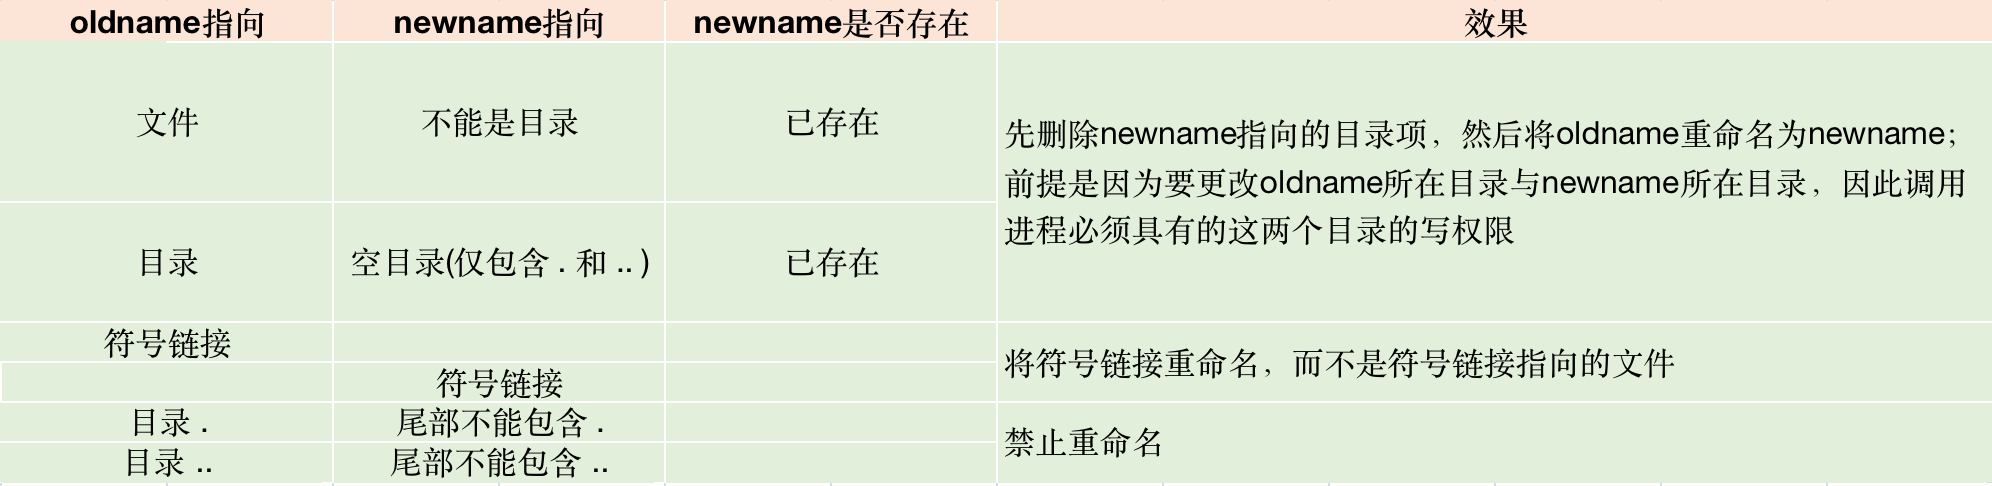 oldname指向 newname指向 newname是否存在 效果
文件 不能是目录 已存在
先删除newname指向的目录项，然后将oldname重命名为newname；
前提是因为要更改oldname所在目录与newname所在目录，因此调用
进程必须具有的这两个目录的写权限
目录 空目录(仅包含 . 和 .. ) 已存在
符号链接
将符号链接重命名，而不是符号链接指向的文件
符号链接
目录 . 尾部不能包含 .
禁止重命名
目录 .. 尾部不能包含 ..